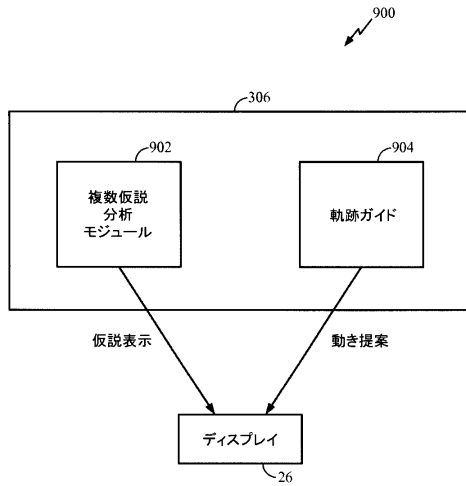 900
306
902
904
複数仮説
分析
モジュール
軌跡ガイド
仮説表示
動き提案
ディスプレイ
26